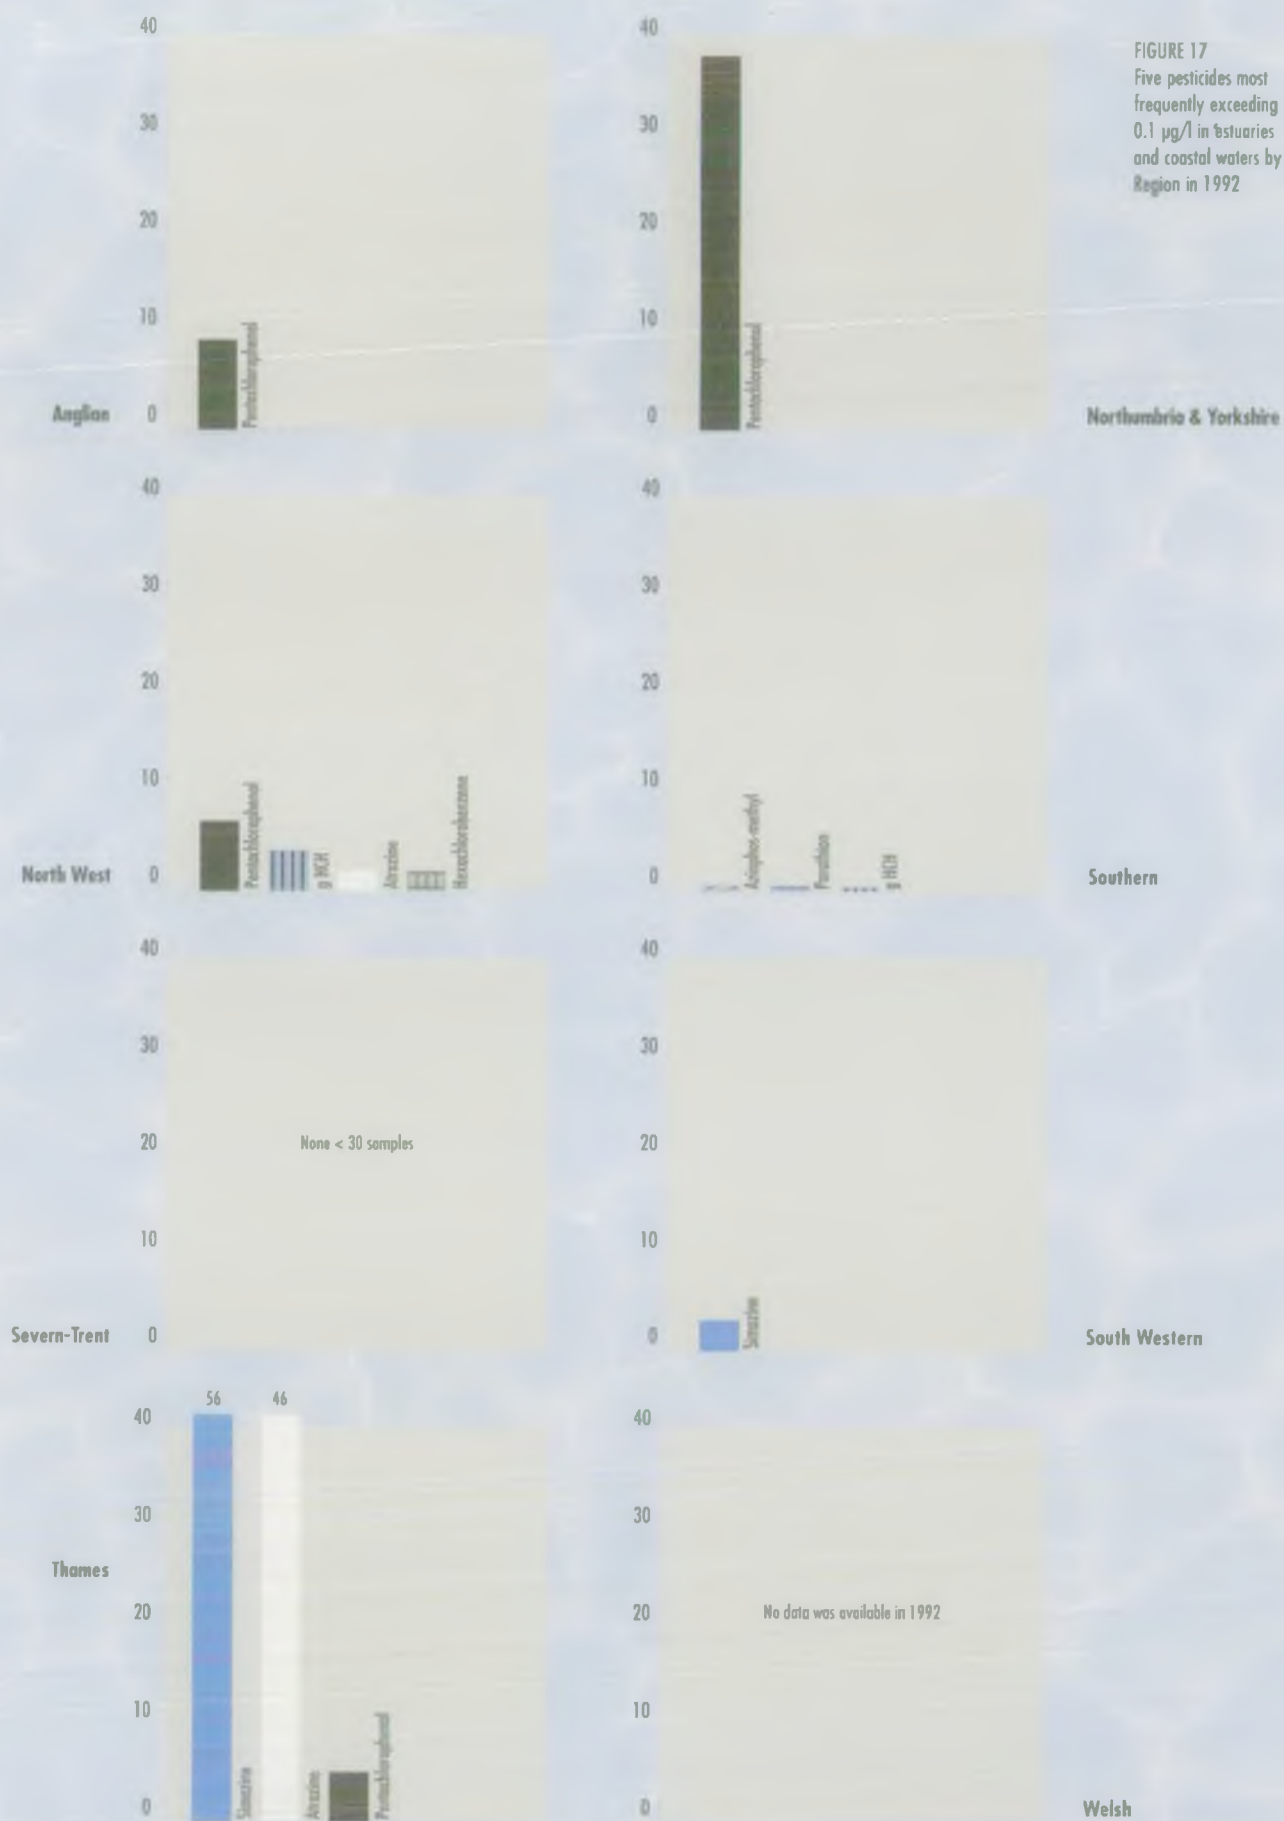 FIGURE 17
Five pesticides most
frequently exceeding
0.1 µg/l in estuaries
and coastal waters by
Region in 1992
40
30
20
10
0
Anglian
Pentachlorophenol
40
30
20
10
0
Pentachlorophenol
Northumbria & Yorkshire
40
30
20
10
0
North West
Pentachlorophenol
g HCH
Atrazine
Hexachlorobenzene
40
30
20
10
0
Azinphos-methyl
Parathion
g HCH
Southern
40
30
20
10
0
None < 30 samples
Severn-Trent
40
30
20
10
0
Simazine
South Western
56
46
40
30
20
10
0
Thames
Simazine
Atrazine
Pentachlorophenol
40
30
20
10
0
No data was available in 1992
Welsh